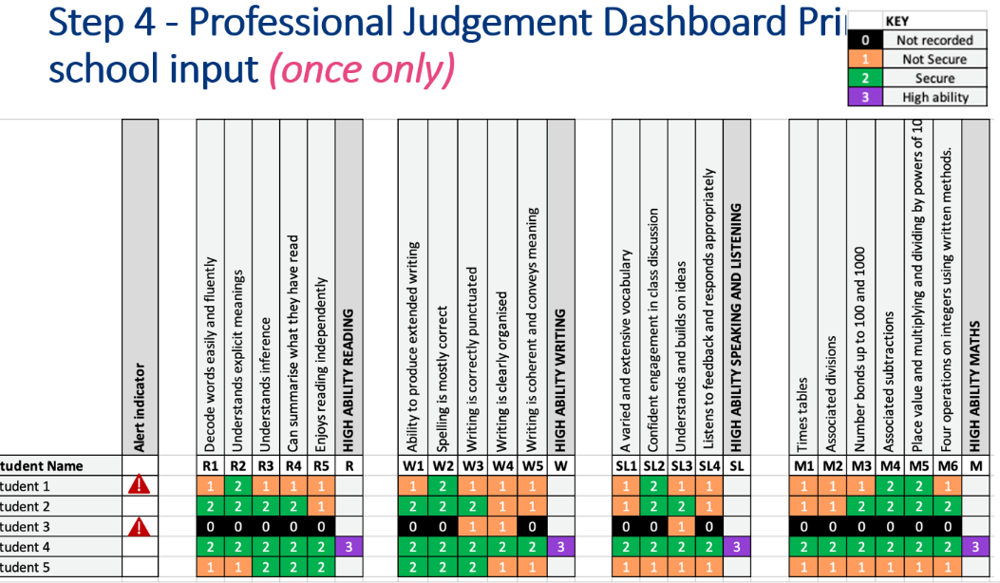 Step 4 - Professional Judgement Dashboard
school input (once only)
KEY
0 Not recorded
1 Not Secure
2 Secure
3 High ability
Alert indicator
Decode words easily and fluently
Understands explicit meanings
Understands inference
Can summarise what they have read
Enjoys reading independently
HIGH ABILITY READING
Ability to produce extended writing
Spelling is mostly correct
Writing is correctly punctuated
Writing is clearly organised
Writing is coherent and conveys meaning
HIGH ABILITY WRITING
A varied and extensive vocabulary
Confident engagement in class discussion
Understands and builds on ideas
Listens to feedback and responds appropriately
HIGH ABILITY SPEAKING AND LISTENING
Times tables
Associated divisions
Number bonds up to 100 and 1000
Associated subtractions
Place value and multiplying and dividing by powers of 10
Four operations on integers using written methods.
HIGH ABILITY MATHS
tudent Name R1 R2 R3 R4 R5 R W1 W2 W3 W4 W5 W SL1 SL2 SL3 SL4 SL M1 M2 M3 M4 M5 M6 M
tudent 1 ! 1 2 1 1 1 1 2 1 1 1 1 2 1 1 1 1 1 2 2 1
tudent 2 2 2 2 2 1 2 2 2 1 1 1 2 2 1 1 1 2 2 2 2
tudent 3 ! 0 0 0 0 0 0 0 1 1 0 0 0 1 0 0 0 0 0 0 0
tudent 4 2 2 2 2 2 3 2 2 2 2 2 3 2 2 2 2 3 2 2 2 2 2 2 3
tudent 5 1 1 2 2 2 2 2 2 1 1 1 1 1 1 1 1 1 1 1 1